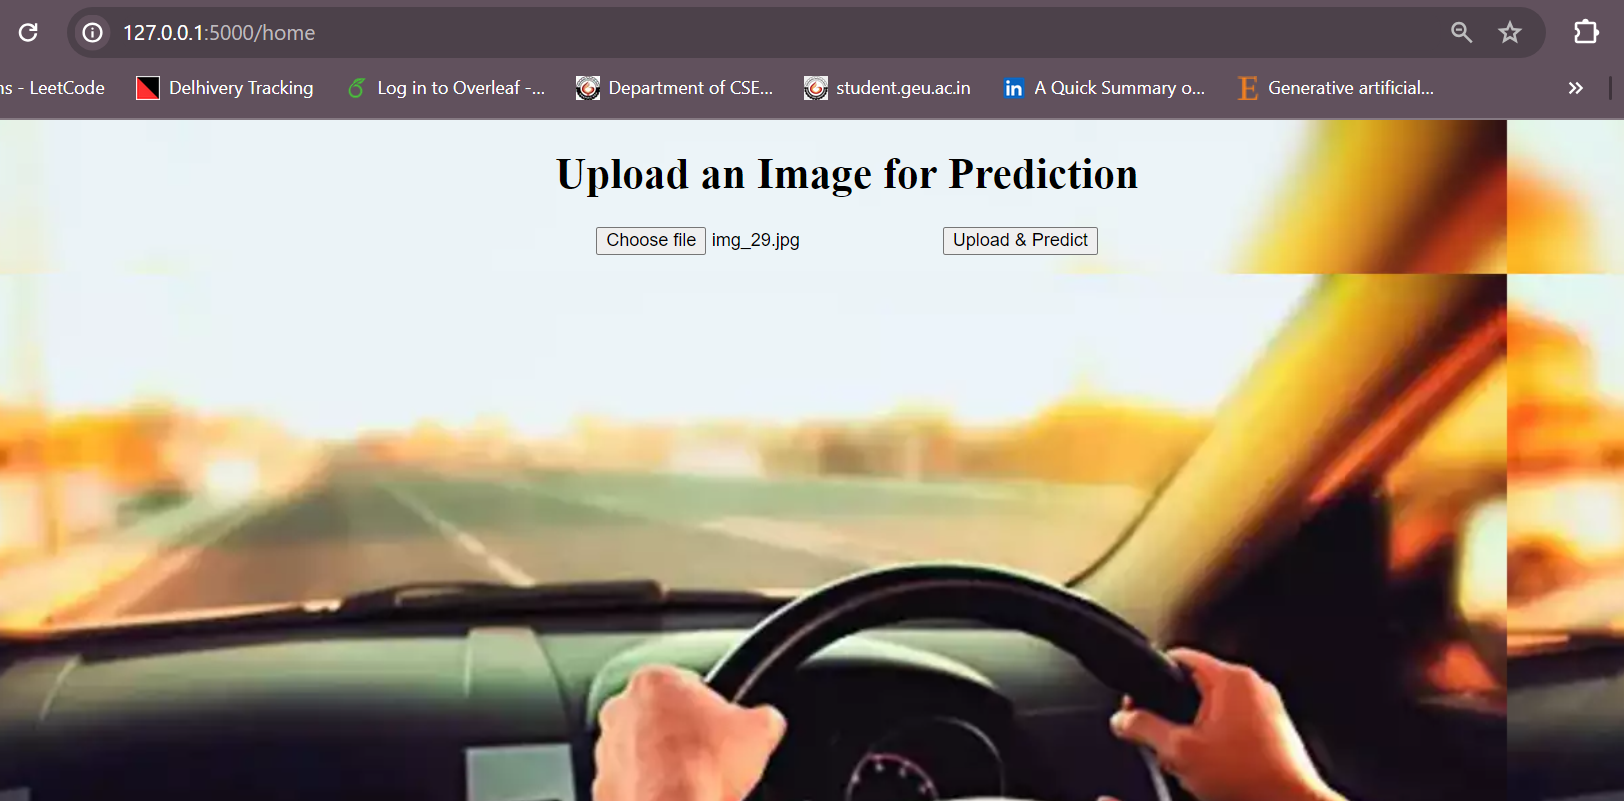 127.0.0.1:5000/home
ns - LeetCode Delhivery Tracking Log in to Overleaf -... Department of CSE... student.geu.ac.in A Quick Summary o... Generative artificial...
Upload an Image for Prediction
Choose file img_29.jpg Upload & Predict